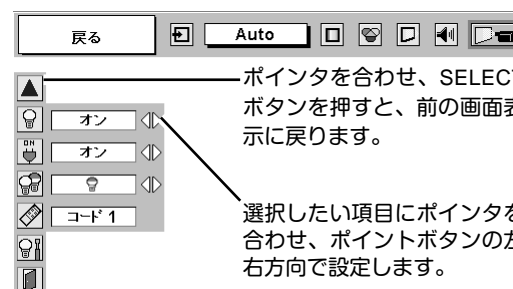 戻る
Auto
ポインタを合わせ、SELECT
ボタンを押すと、前の画面表
示に戻ります。
オン
ON
オン
コード 1
選択したい項目にポインタを
合わせ、ポイントボタンの左
右方向で設定します。